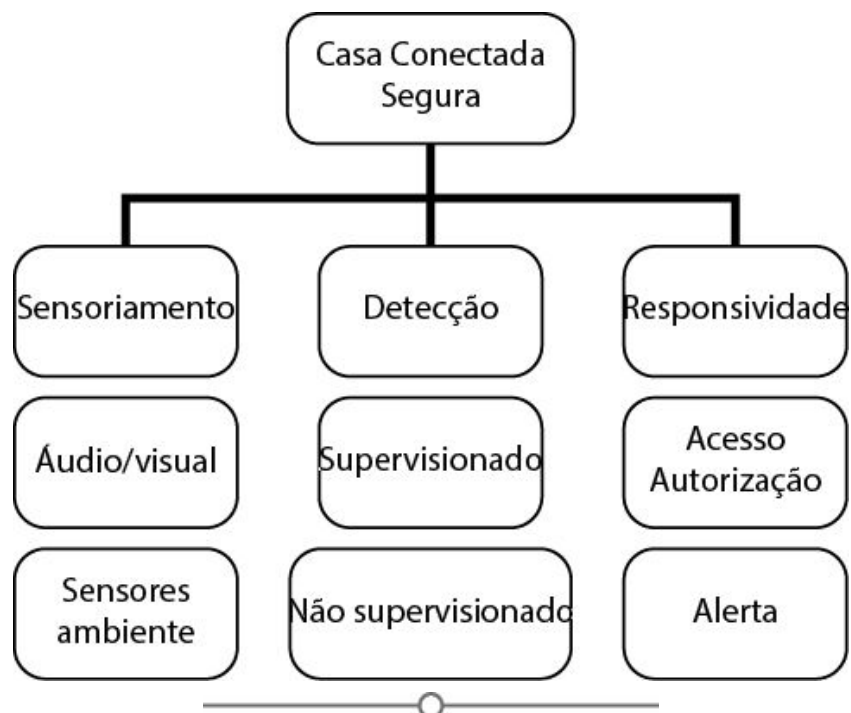 Casa Conectada
Segura
Sensoriamento
Detecção
Responsividade
Áudio/visual
Supervisionado
Acesso
Autorização
Sensores
ambiente
Não supervisionado
Alerta